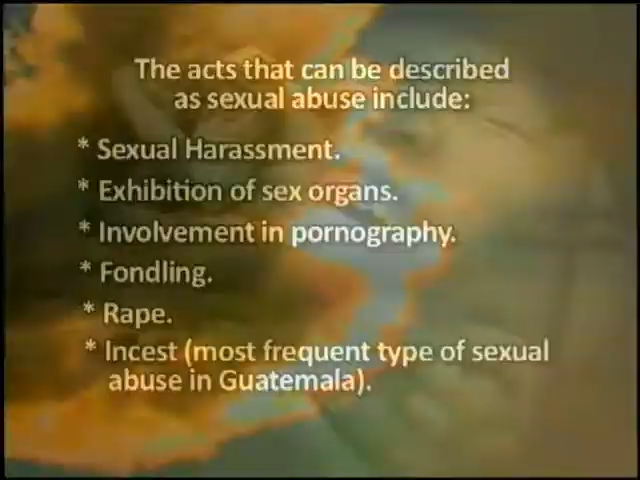 The acts that can be described
as sexual abuse include:
* Sexual Harassment.
* Exhibition of sex organs.
* Involvement in pornography.
* Fondling.
* Rape.
* Incest (most frequent type of sexual
abuse in Guatemala).